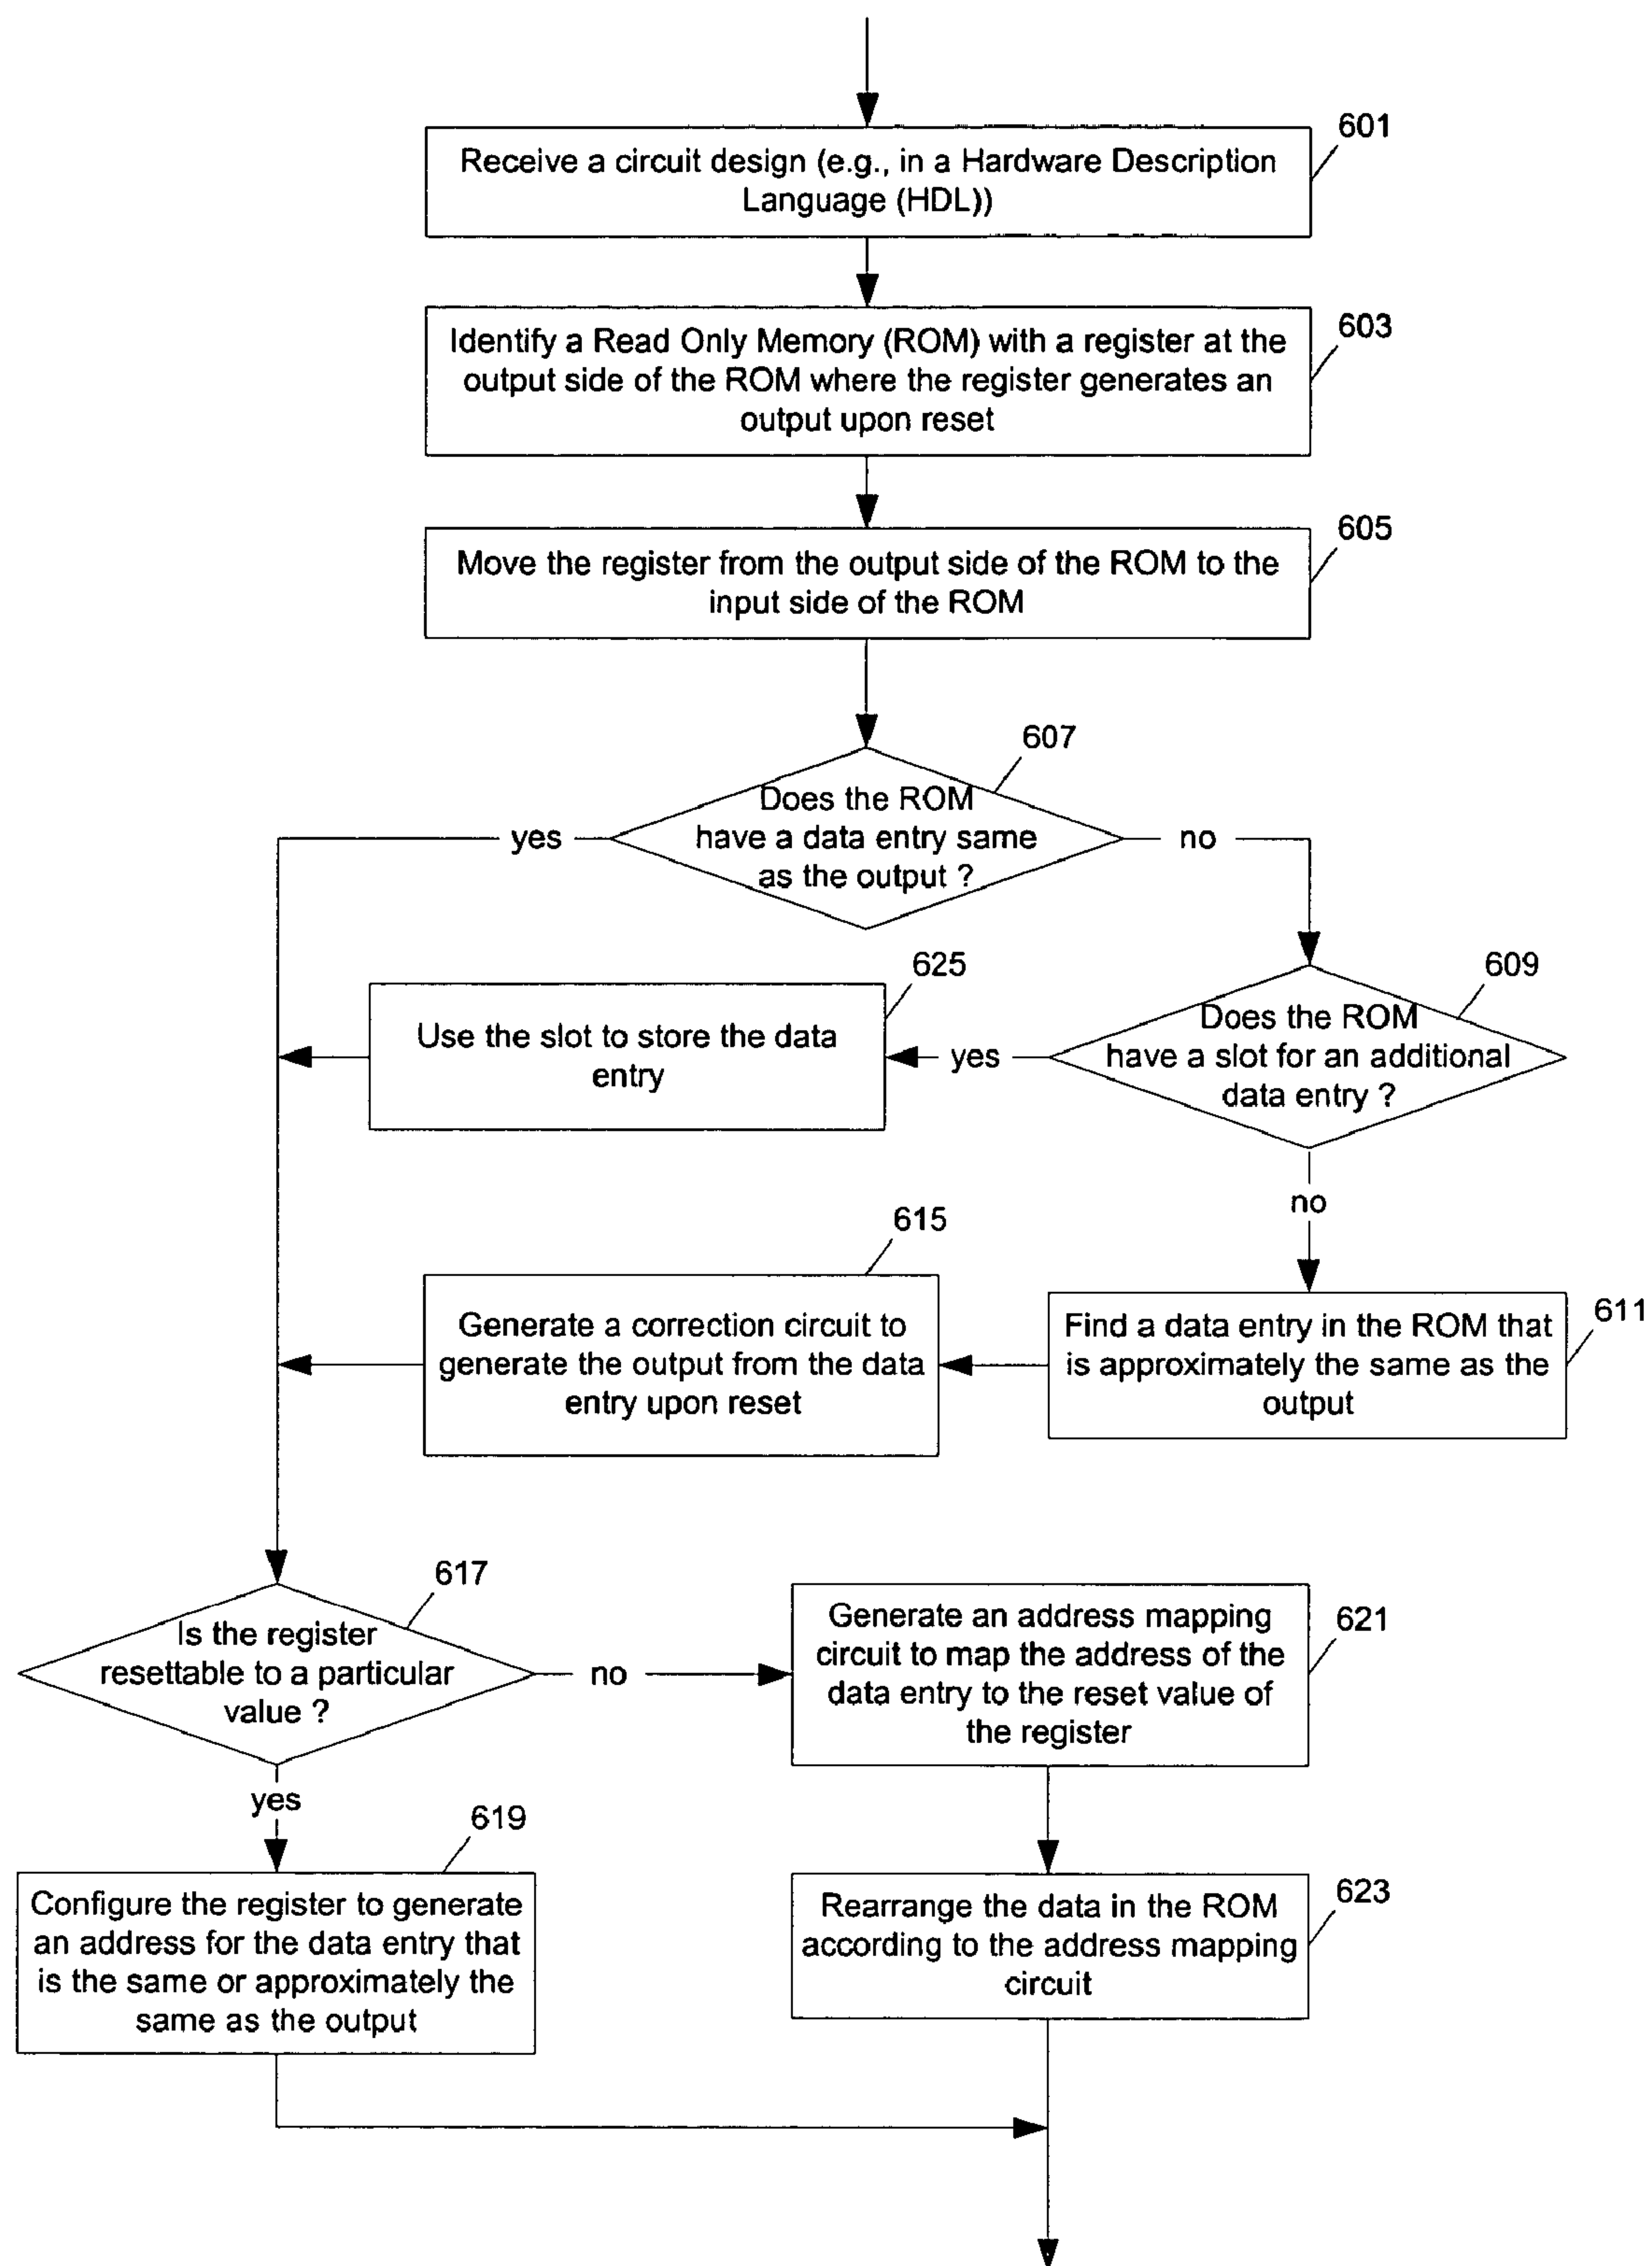 601
Receive a circuit design (e.g., in a Hardware Description
Language (HDL))
603
Identify a Read Only Memory (ROM) with a register at the
output side of the ROM where the register generates an
output upon reset
605
Move the register from the output side of the ROM to the
input side of the ROM
607
Does the ROM
have a data entry same
as the output ?
yes
no
625
Use the slot to store the data
entry
yes
609
Does the ROM
have a slot for an additional
data entry ?
no
615
Generate a correction circuit to
generate the output from the data
entry upon reset
611
Find a data entry in the ROM that
is approximately the same as the
output
617
Is the register
resettable to a particular
value ?
no
yes
621
Generate an address mapping
circuit to map the address of the
data entry to the reset value of
the register
619
Configure the register to generate
an address for the data entry that
is the same or approximately the
same as the output
623
Rearrange the data in the ROM
according to the address mapping
circuit